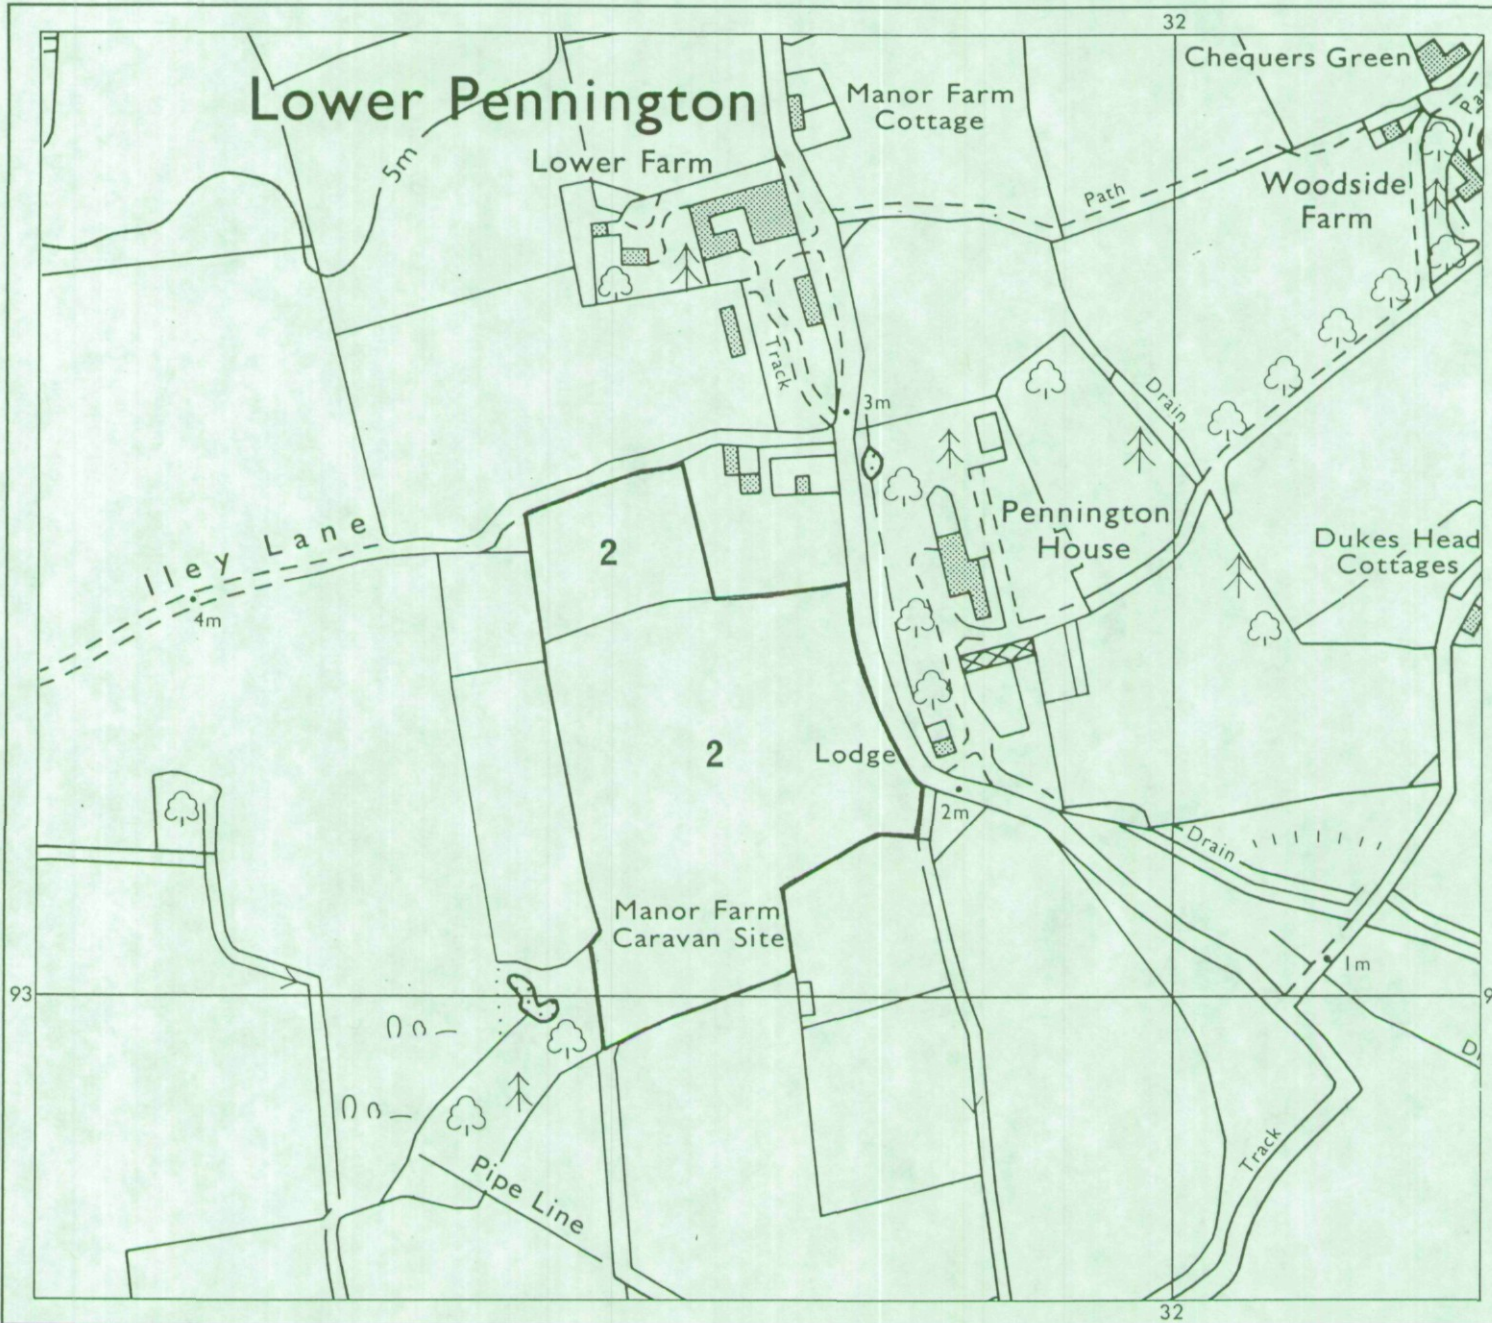 32
Chequers Green
Lower Pennington
Manor Farm
Cottage
5m
Lower Farm
Path
Woodside
Farm
Track
3m
Drain
Iley Lane
2
Pennington
House
Dukes Head
Cottages
4m
2
Lodge
2m
Drain
Manor Farm
Caravan Site
1m
93
9
Pipe Line
Track
32